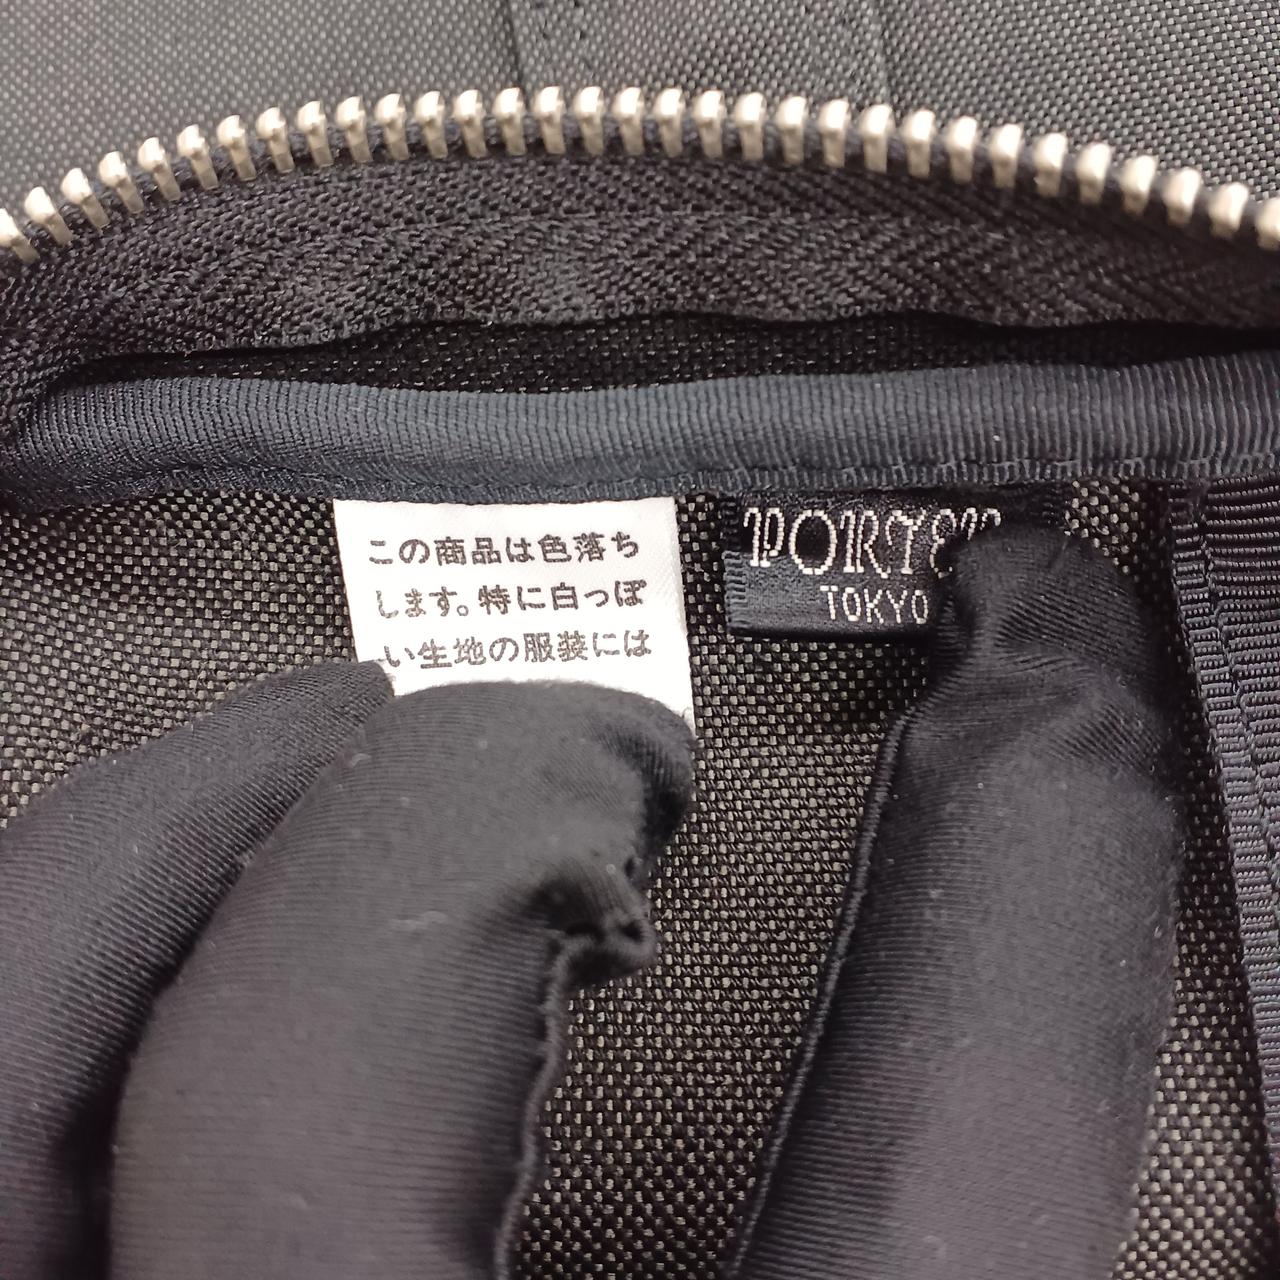 この商品は色落ち
します。特に白っぽ
い生地の服装には
TOKYO